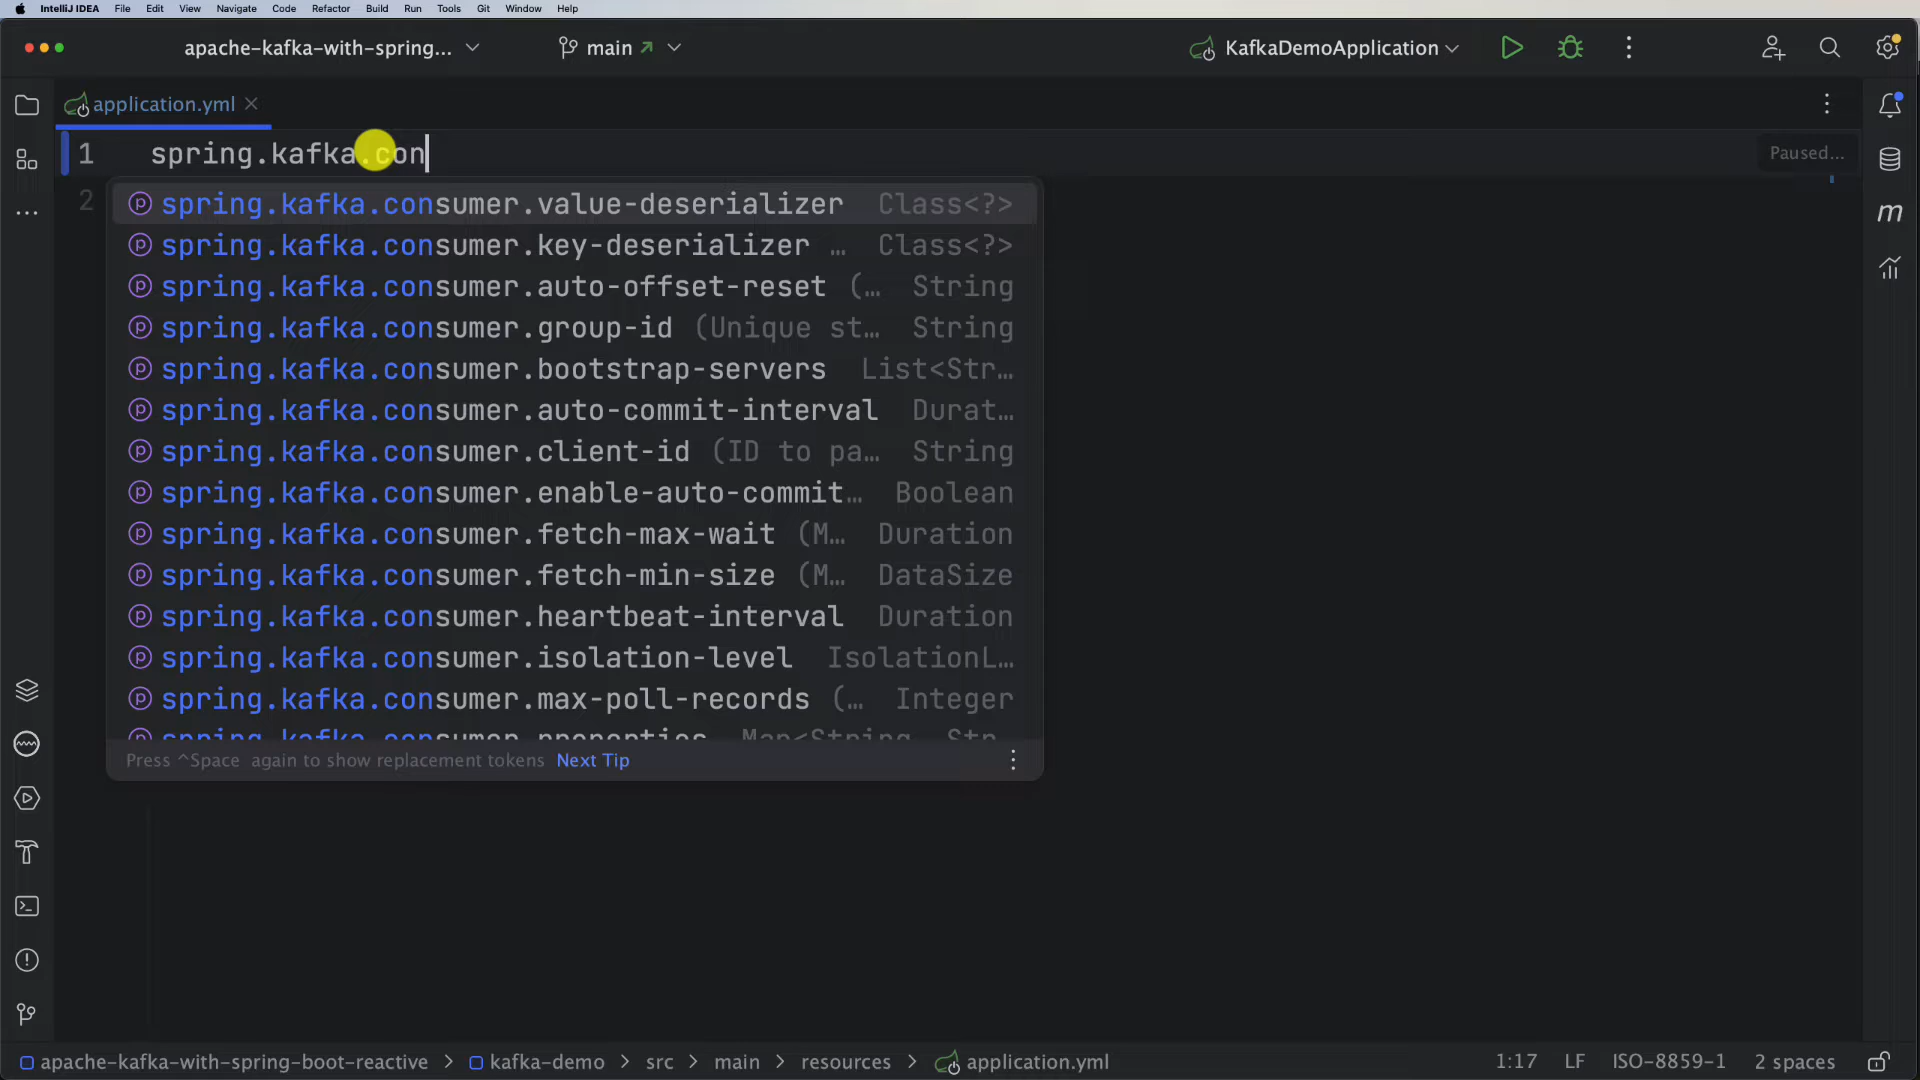 IntelliJ IDEA File Edit View Navigate Code Refactor Build Run Tools Git Window Help
apache-kafka-with-spring... main KafkaDemoApplication
application.yml
1 spring.kafka.con Paused...
2
spring.kafka.consumer.value-deserializer Class<?>
spring.kafka.consumer.key-deserializer … Class<?>
spring.kafka.consumer.auto-offset-reset (… String
spring.kafka.consumer.group-id (Unique st… String
spring.kafka.consumer.bootstrap-servers List<Str…
spring.kafka.consumer.auto-commit-interval Durat…
spring.kafka.consumer.client-id (ID to pa… String
spring.kafka.consumer.enable-auto-commit… Boolean
spring.kafka.consumer.fetch-max-wait (M… Duration
spring.kafka.consumer.fetch-min-size (M… DataSize
spring.kafka.consumer.heartbeat-interval Duration
spring.kafka.consumer.isolation-level IsolationL…
spring.kafka.consumer.max-poll-records (… Integer
spring.kafka.consumer.properties Map<String, Str…
Press ^Space again to show replacement tokens Next Tip
apache-kafka-with-spring-boot-reactive > kafka-demo > src > main > resources > application.yml 1:17 LF ISO-8859-1 2 spaces